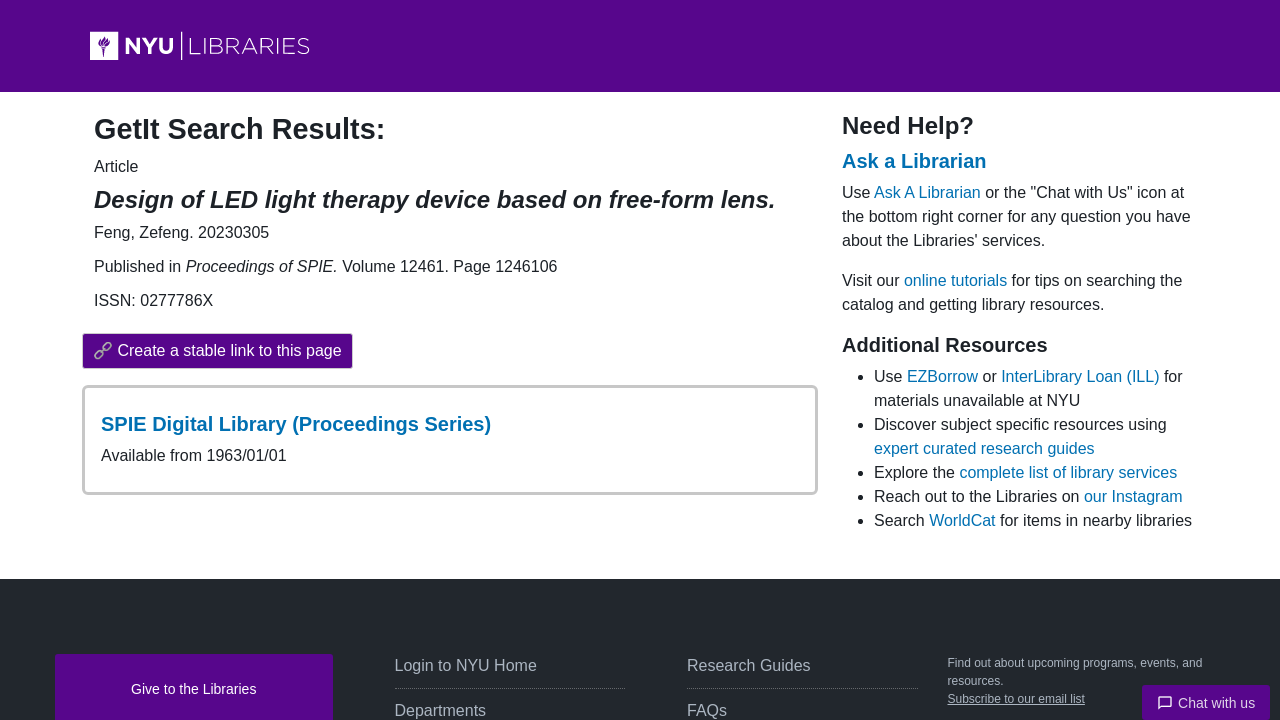 NYU LIBRARIES
GetIt Search Results:
Article
Design of LED light therapy device based on free-form lens.
Feng, Zefeng. 20230305
Published in Proceedings of SPIE. Volume 12461. Page 1246106
ISSN: 0277786X
Create a stable link to this page
SPIE Digital Library (Proceedings Series)
Available from 1963/01/01
Need Help?
Ask a Librarian
Use Ask A Librarian or the "Chat with Us" icon at
the bottom right corner for any question you have
about the Libraries' services.
Visit our online tutorials for tips on searching the
catalog and getting library resources.
Additional Resources
Use EZBorrow or InterLibrary Loan (ILL) for
materials unavailable at NYU
Discover subject specific resources using
expert curated research guides
Explore the complete list of library services
Reach out to the Libraries on our Instagram
Search WorldCat for items in nearby libraries
Give to the Libraries
Login to NYU Home
Departments
Research Guides
FAQs
Find out about upcoming programs, events, and
resources.
Subscribe to our email list
Chat with us